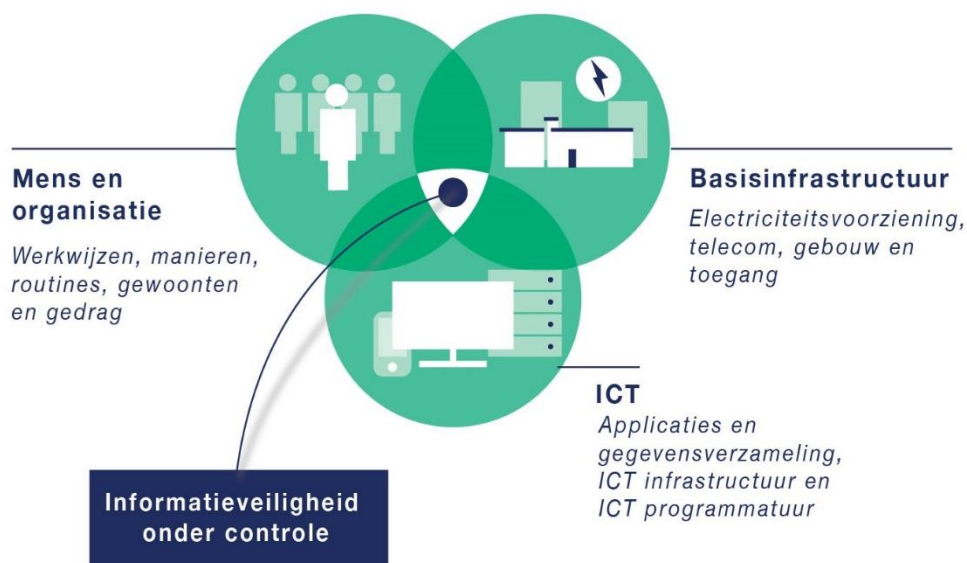 Mens en
organisatie
Werkwijzen, manieren,
routines, gewoonten
en gedrag
Basisinfrastructuur
Electriciteitsvoorziening,
telecom, gebouw en
toegang
ICT
Applicaties en
gegevensverzameling,
ICT infrastructuur en
ICT programmatuur
Informatieveiligheid
onder controle